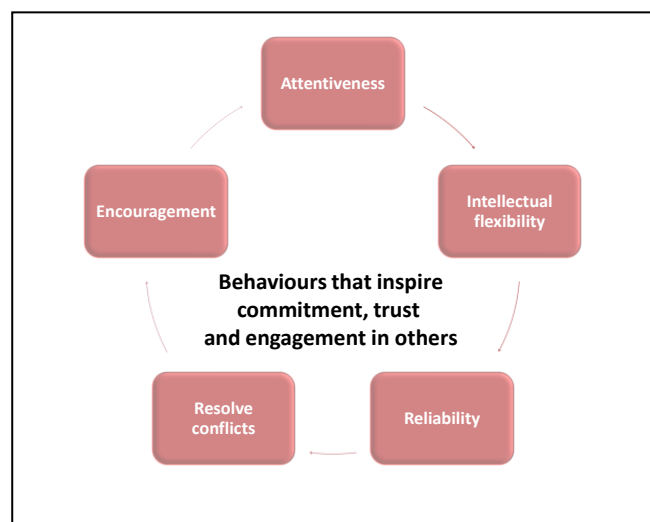 Attentiveness
Intellectual
flexibility
Reliability
Resolve
conflicts
Encouragement
Behaviours that inspire
commitment, trust
and engagement in others